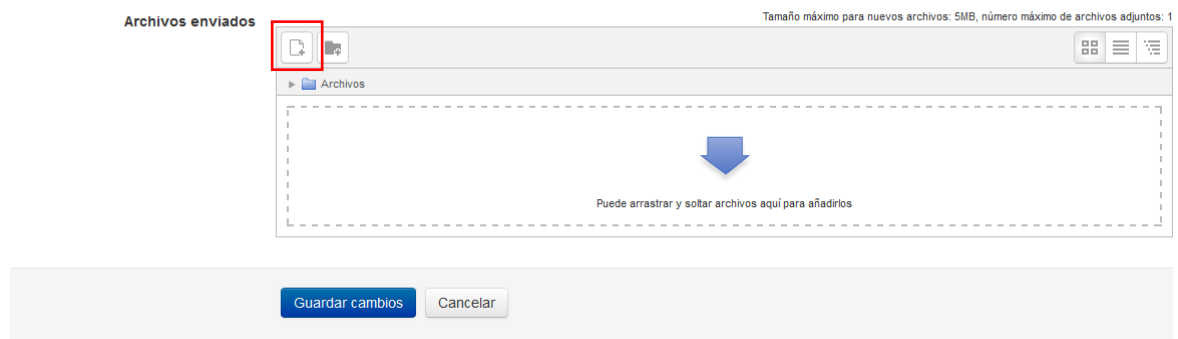 Archivos enviados
Tamaño máximo para nuevos archivos: 5MB, número máximo de archivos adjuntos: 1
Archivos
Puede arrastrar y soltar archivos aquí para añadirlos
Guardar cambios
Cancelar